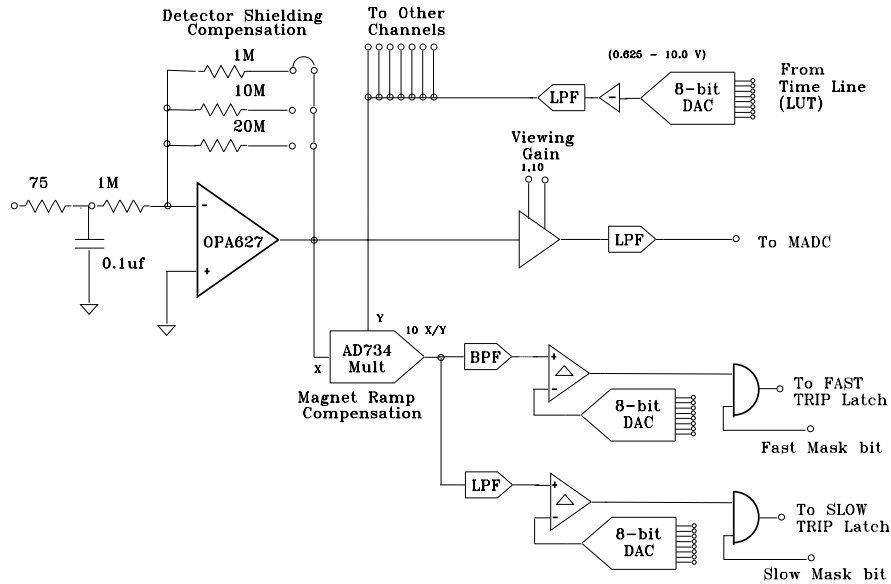 Detector Shielding
Compensation
To Other
Channels
1M
10M
20M
(0.625 - 10.0 V)
LPF
-
8-bit
DAC
From
Time Line
(LUT)
Viewing
Gain
1,10
75
1M
0.1uf
-
OPA627
+
LPF
To MADC
Y
10 X/Y
AD734
Mult
X
Magnet Ramp
Compensation
BPF
+
-
8-bit
DAC
To FAST
TRIP Latch
Fast Mask bit
LPF
+
-
8-bit
DAC
To SLOW
TRIP Latch
Slow Mask bit